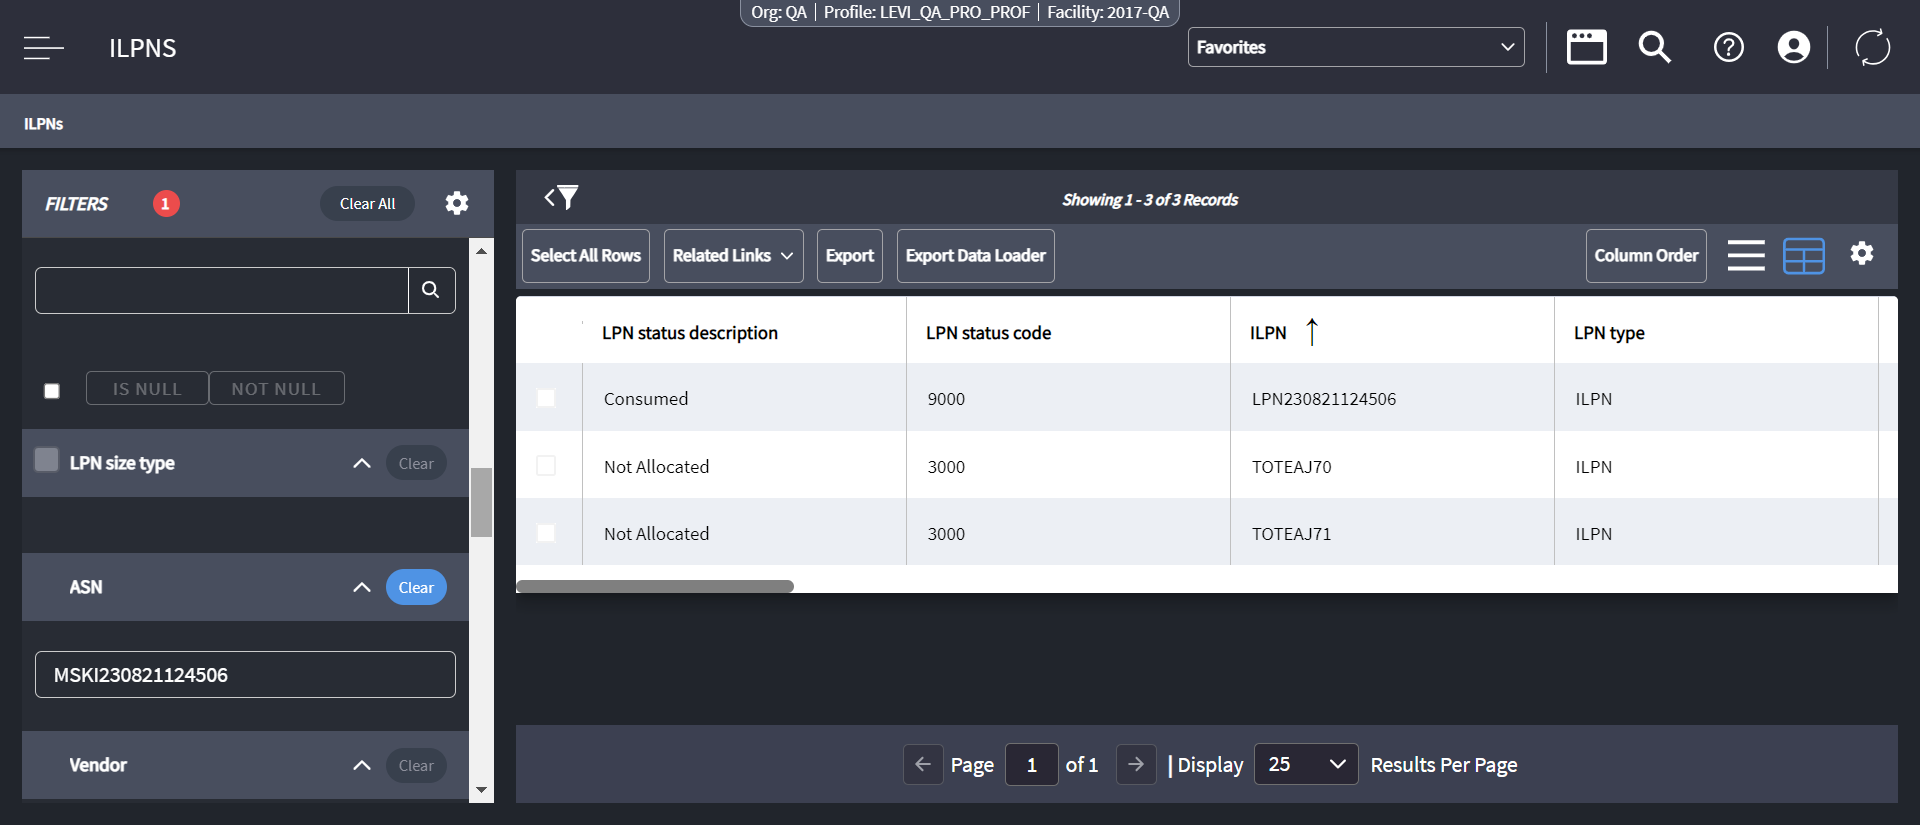 Org: QA | Profile: LEVI_QA_PRO_PROF | Facility: 2017-QA
ILPNS
Favorites
ILPNs
FILTERS 1 Clear All
IS NULL NOT NULL
LPN size type Clear
ASN Clear
MSKI230821124506
Vendor Clear
Showing 1 - 3 of 3 Records
Select All Rows Related Links Export Export Data Loader Column Order
LPN status description LPN status code ILPN ↑ LPN type
Consumed 9000 LPN230821124506 ILPN
Not Allocated 3000 TOTEAJ70 ILPN
Not Allocated 3000 TOTEAJ71 ILPN
Page 1 of 1 | Display 25 Results Per Page